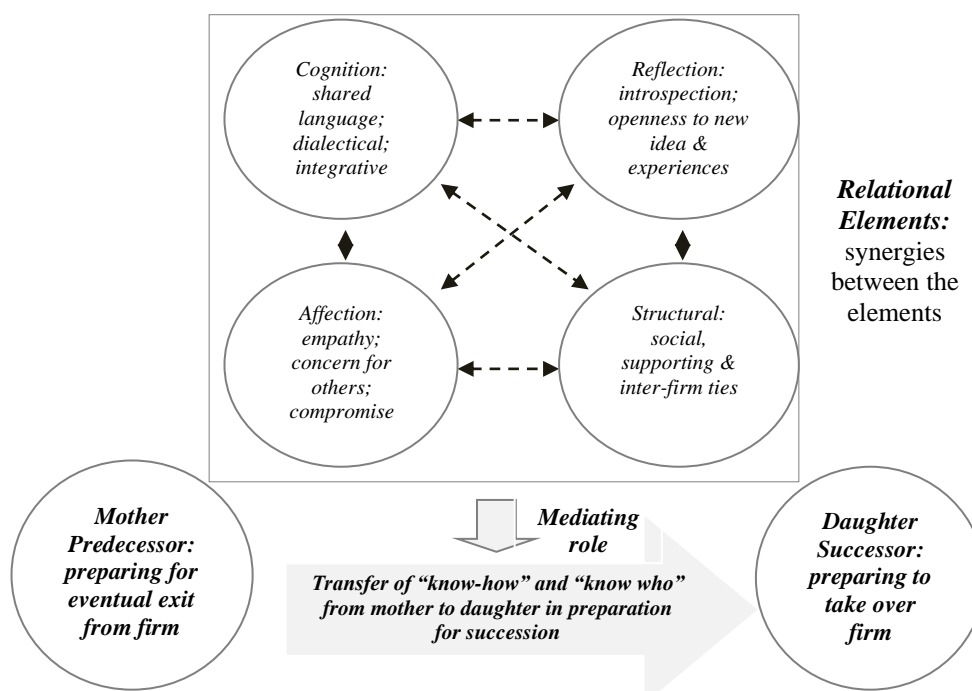 Cognition:
shared
language;
dialectical;
integrative
Reflection:
introspection;
openness to new
idea &
experiences
Affection:
empathy;
concern for
others;
compromise
Structural:
social,
supporting &
inter-firm ties
Relational
Elements:
synergies
between the
elements
Mother
Predecessor:
preparing for
eventual exit
from firm
Mediating
role
Transfer of “know-how” and “know who”
from mother to daughter in preparation
for succession
Daughter
Successor:
preparing to
take over
firm